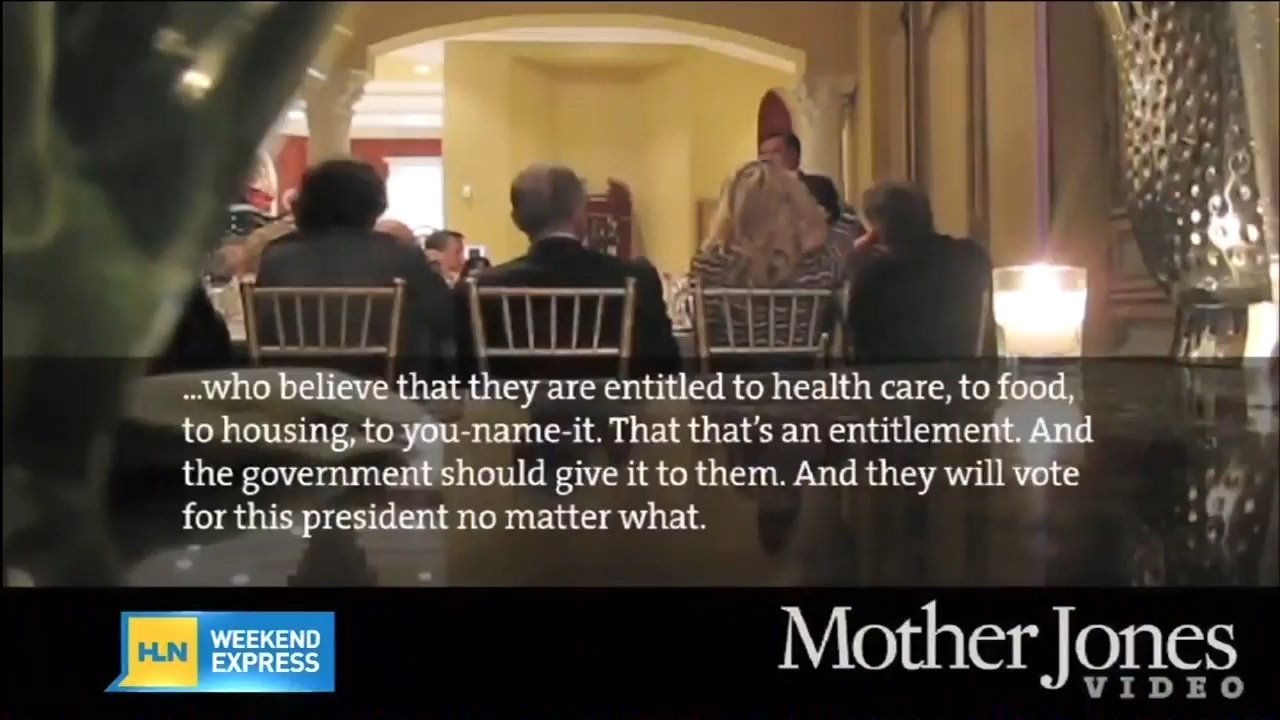 ...who believe that they are entitled to health care, to food,
to housing, to you-name-it. That that's an entitlement. And
the government should give it to them. And they will vote
for this president no matter what.
HLN WEEKEND
EXPRESS
Mother Jones
VIDEO